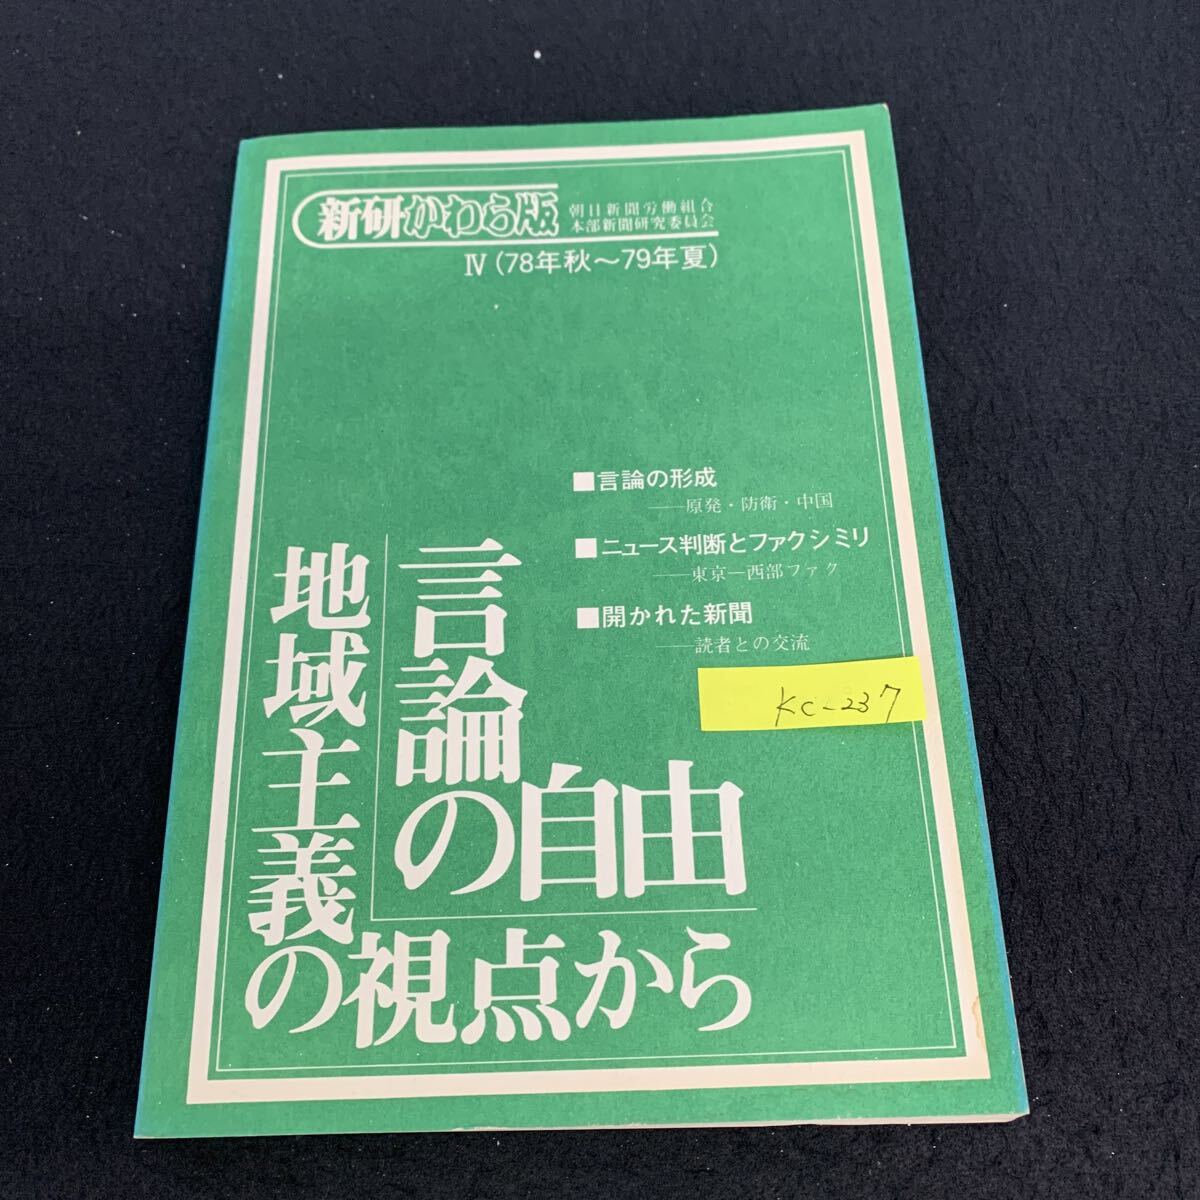 新研かわら版
朝日新聞労働組合
本部新聞研究委員会
Ⅳ（78年秋〜79年夏）
■言論の形成
──原発・防衛・中国
■ニュース判断とファクシミリ
──東京―西部ファク
■開かれた新聞
──読者との交流
KC-237
言論の自由
地域主義の視点から